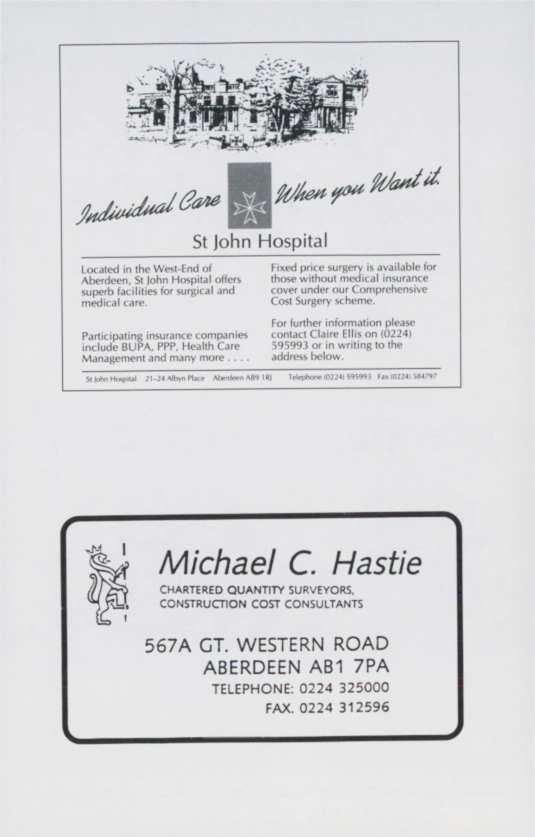 Individual Care When you Want it.
St John Hospital
Located in the West-End of
Aberdeen, St John Hospital offers
superb facilities for surgical and
medical care.
Participating insurance companies
include BUPA, PPP, Health Care
Management and many more . . . .
Fixed price surgery is available for
those without medical insurance
cover under our Comprehensive
Cost Surgery scheme.
For further information please
contact Claire Ellis on (0224)
595993 or in writing to the
address below.
St John Hospital 21–24 Albyn Place Aberdeen AB9 1RJ Telephone (0224) 595993 Fax (0224) 584797
Michael C. Hastie
CHARTERED QUANTITY SURVEYORS,
CONSTRUCTION COST CONSULTANTS
567A GT. WESTERN ROAD
ABERDEEN AB1 7PA
TELEPHONE: 0224 325000
FAX. 0224 312596